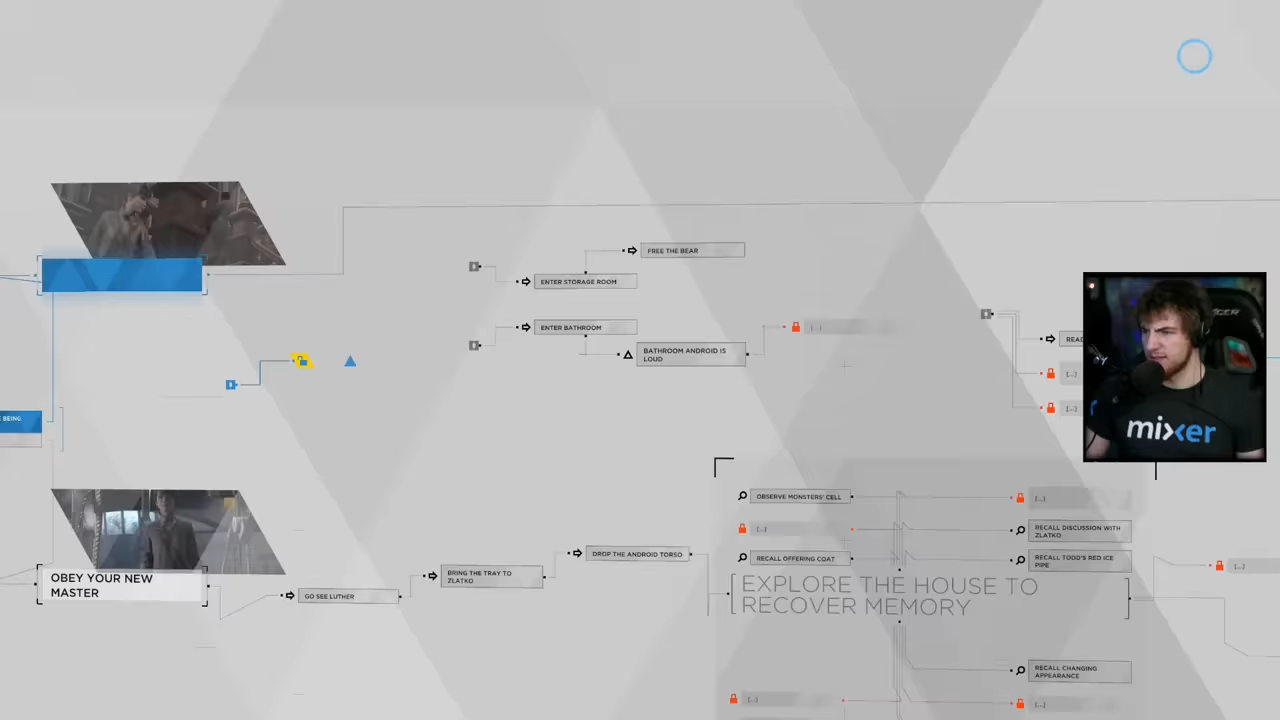 FREE THE BEAR
ENTER STORAGE ROOM
ENTER BATHROOM
[...]
BATHROOM ANDROID IS
LOUD
READ
[...]
[...]
mixer
BEING
OBSERVE MONSTERS' CELL
[...]
[...]
RECALL DISCUSSION WITH
ZLATKO
RECALL OFFERING COAT
RECALL TODD'S RED ICE
PIPE
[...]
DROP THE ANDROID TORSO
BRING THE TRAY TO
ZLATKO
OBEY YOUR NEW
MASTER
GO SEE LUTHER
EXPLORE THE HOUSE TO
RECOVER MEMORY
RECALL CHANGING
APPEARANCE
[...]
[...]